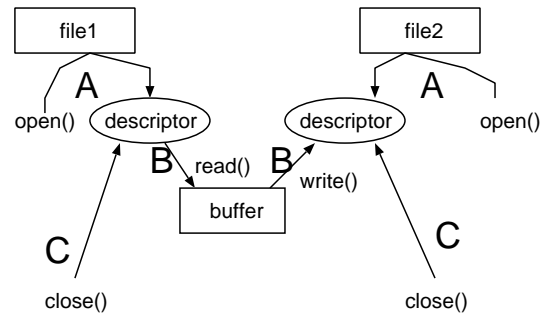 file1
file2
A
A
open()
descriptor
descriptor
open()
B
read()
B
write()
buffer
C
C
close()
close()